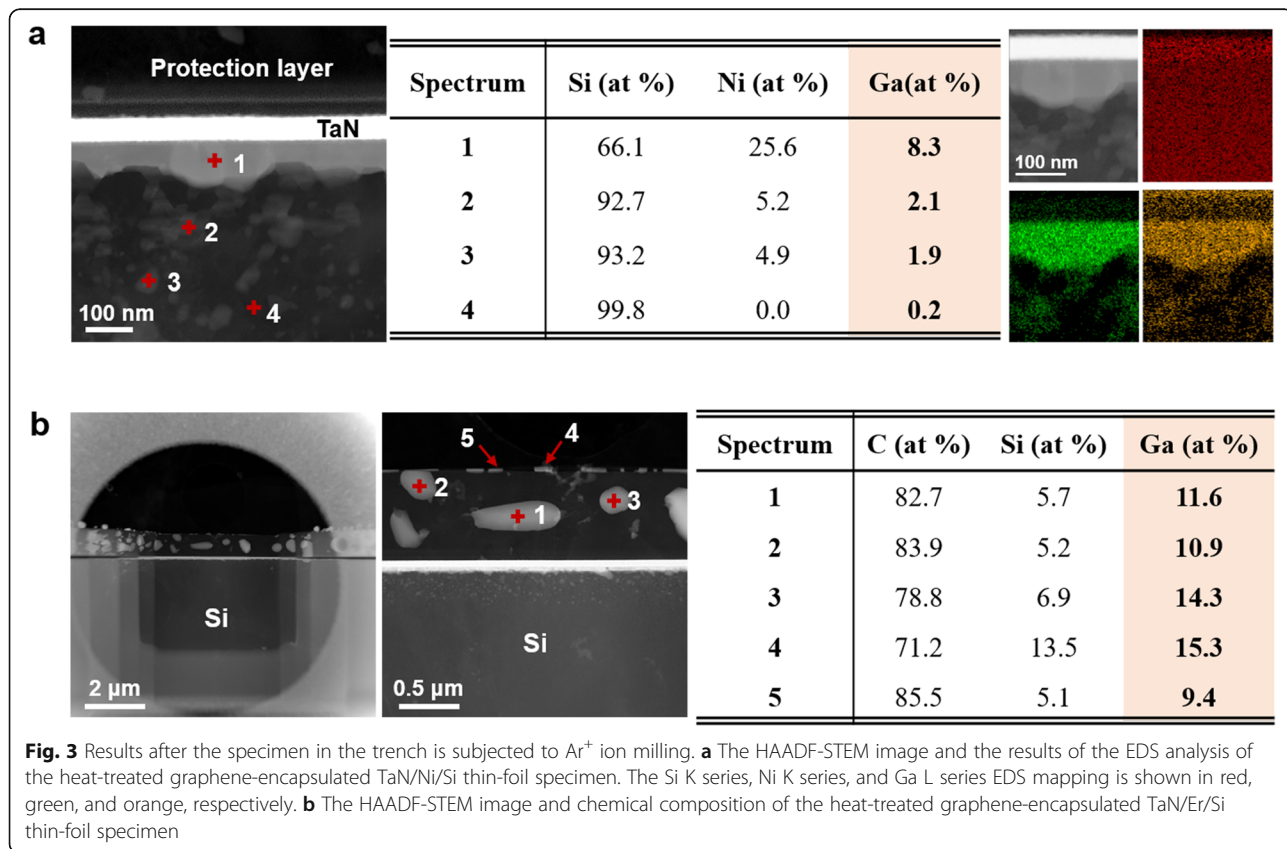 a
Protection layer
TaN
1
2
3
4
100 nm
Spectrum Si (at %) Ni (at %) Ga(at %)
1 66.1 25.6 8.3
2 92.7 5.2 2.1
3 93.2 4.9 1.9
4 99.8 0.0 0.2
100 nm
b
Si
2 µm
5 4
2
3
1
Si
0.5 µm
Spectrum C (at %) Si (at %) Ga (at %)
1 82.7 5.7 11.6
2 83.9 5.2 10.9
3 78.8 6.9 14.3
4 71.2 13.5 15.3
5 85.5 5.1 9.4
Fig. 3 Results after the specimen in the trench is subjected to Ar⁺ ion milling. a The HAADF-STEM image and the results of the EDS analysis of
the heat-treated graphene-encapsulated TaN/Ni/Si thin-foil specimen. The Si K series, Ni K series, and Ga L series EDS mapping is shown in red,
green, and orange, respectively. b The HAADF-STEM image and chemical composition of the heat-treated graphene-encapsulated TaN/Er/Si
thin-foil specimen